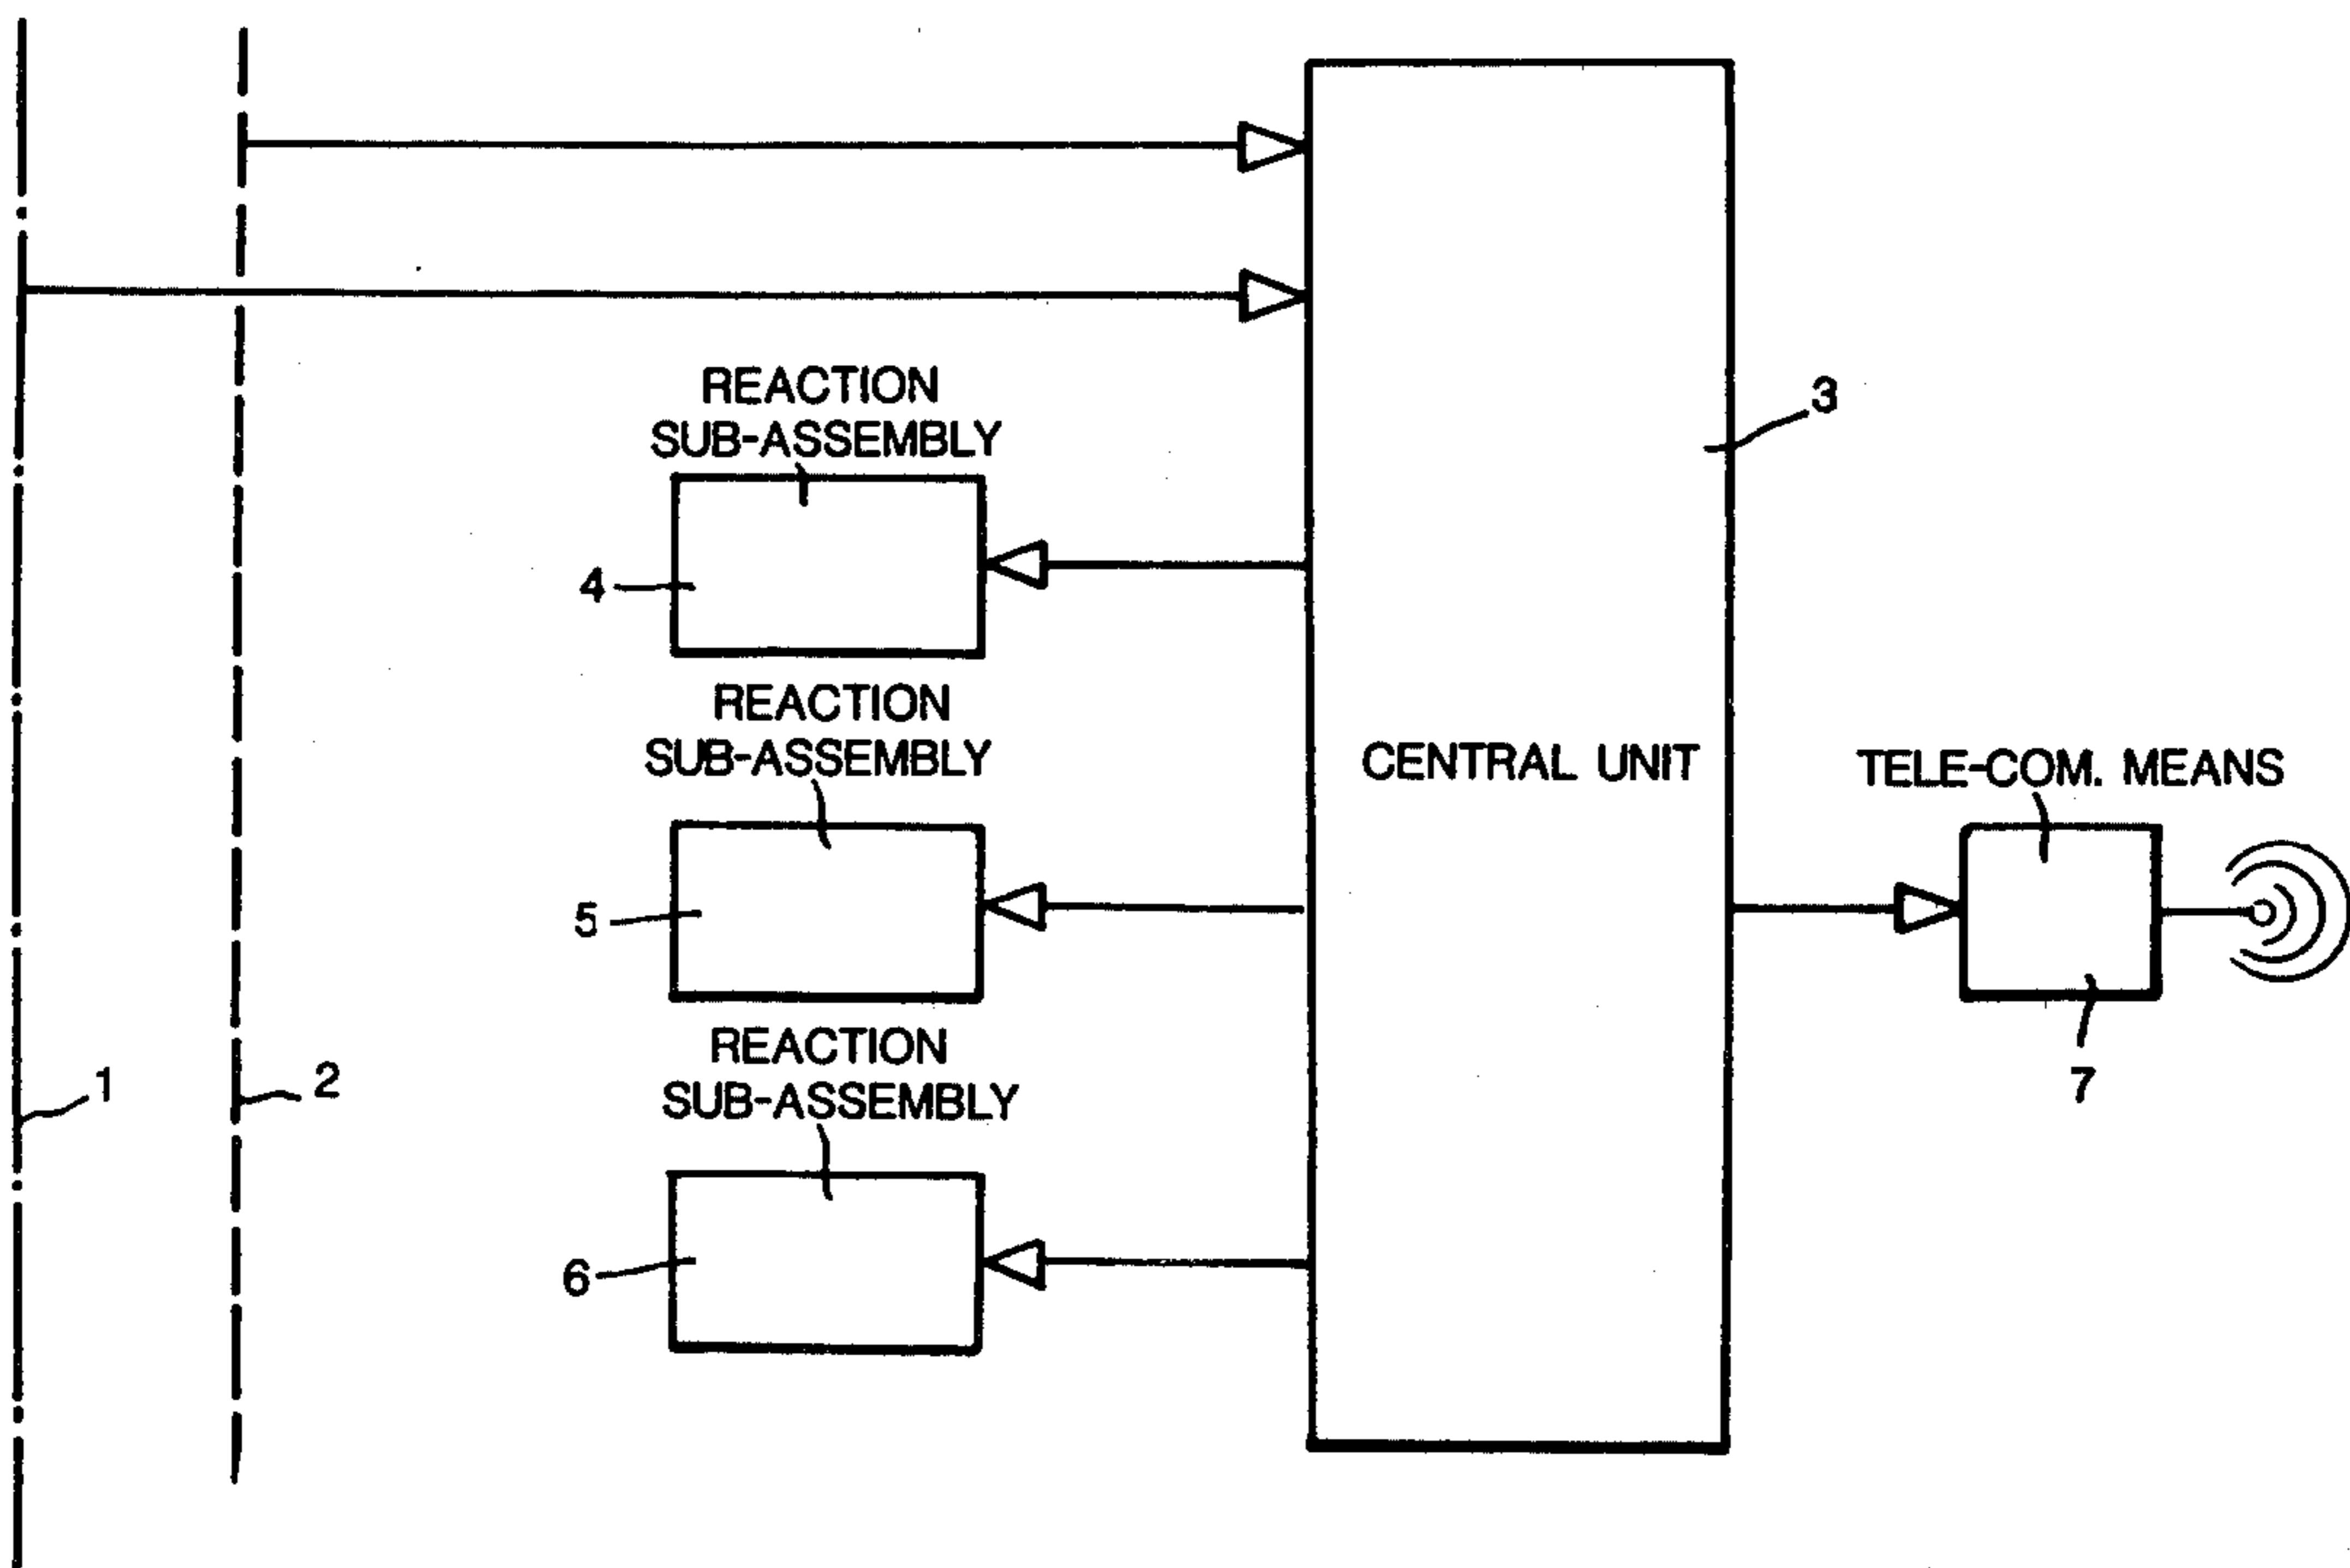 REACTION
SUB-ASSEMBLY
3
4
REACTION
SUB-ASSEMBLY
CENTRAL UNIT
TELE-COM. MEANS
5
REACTION
SUB-ASSEMBLY
1
2
7
6